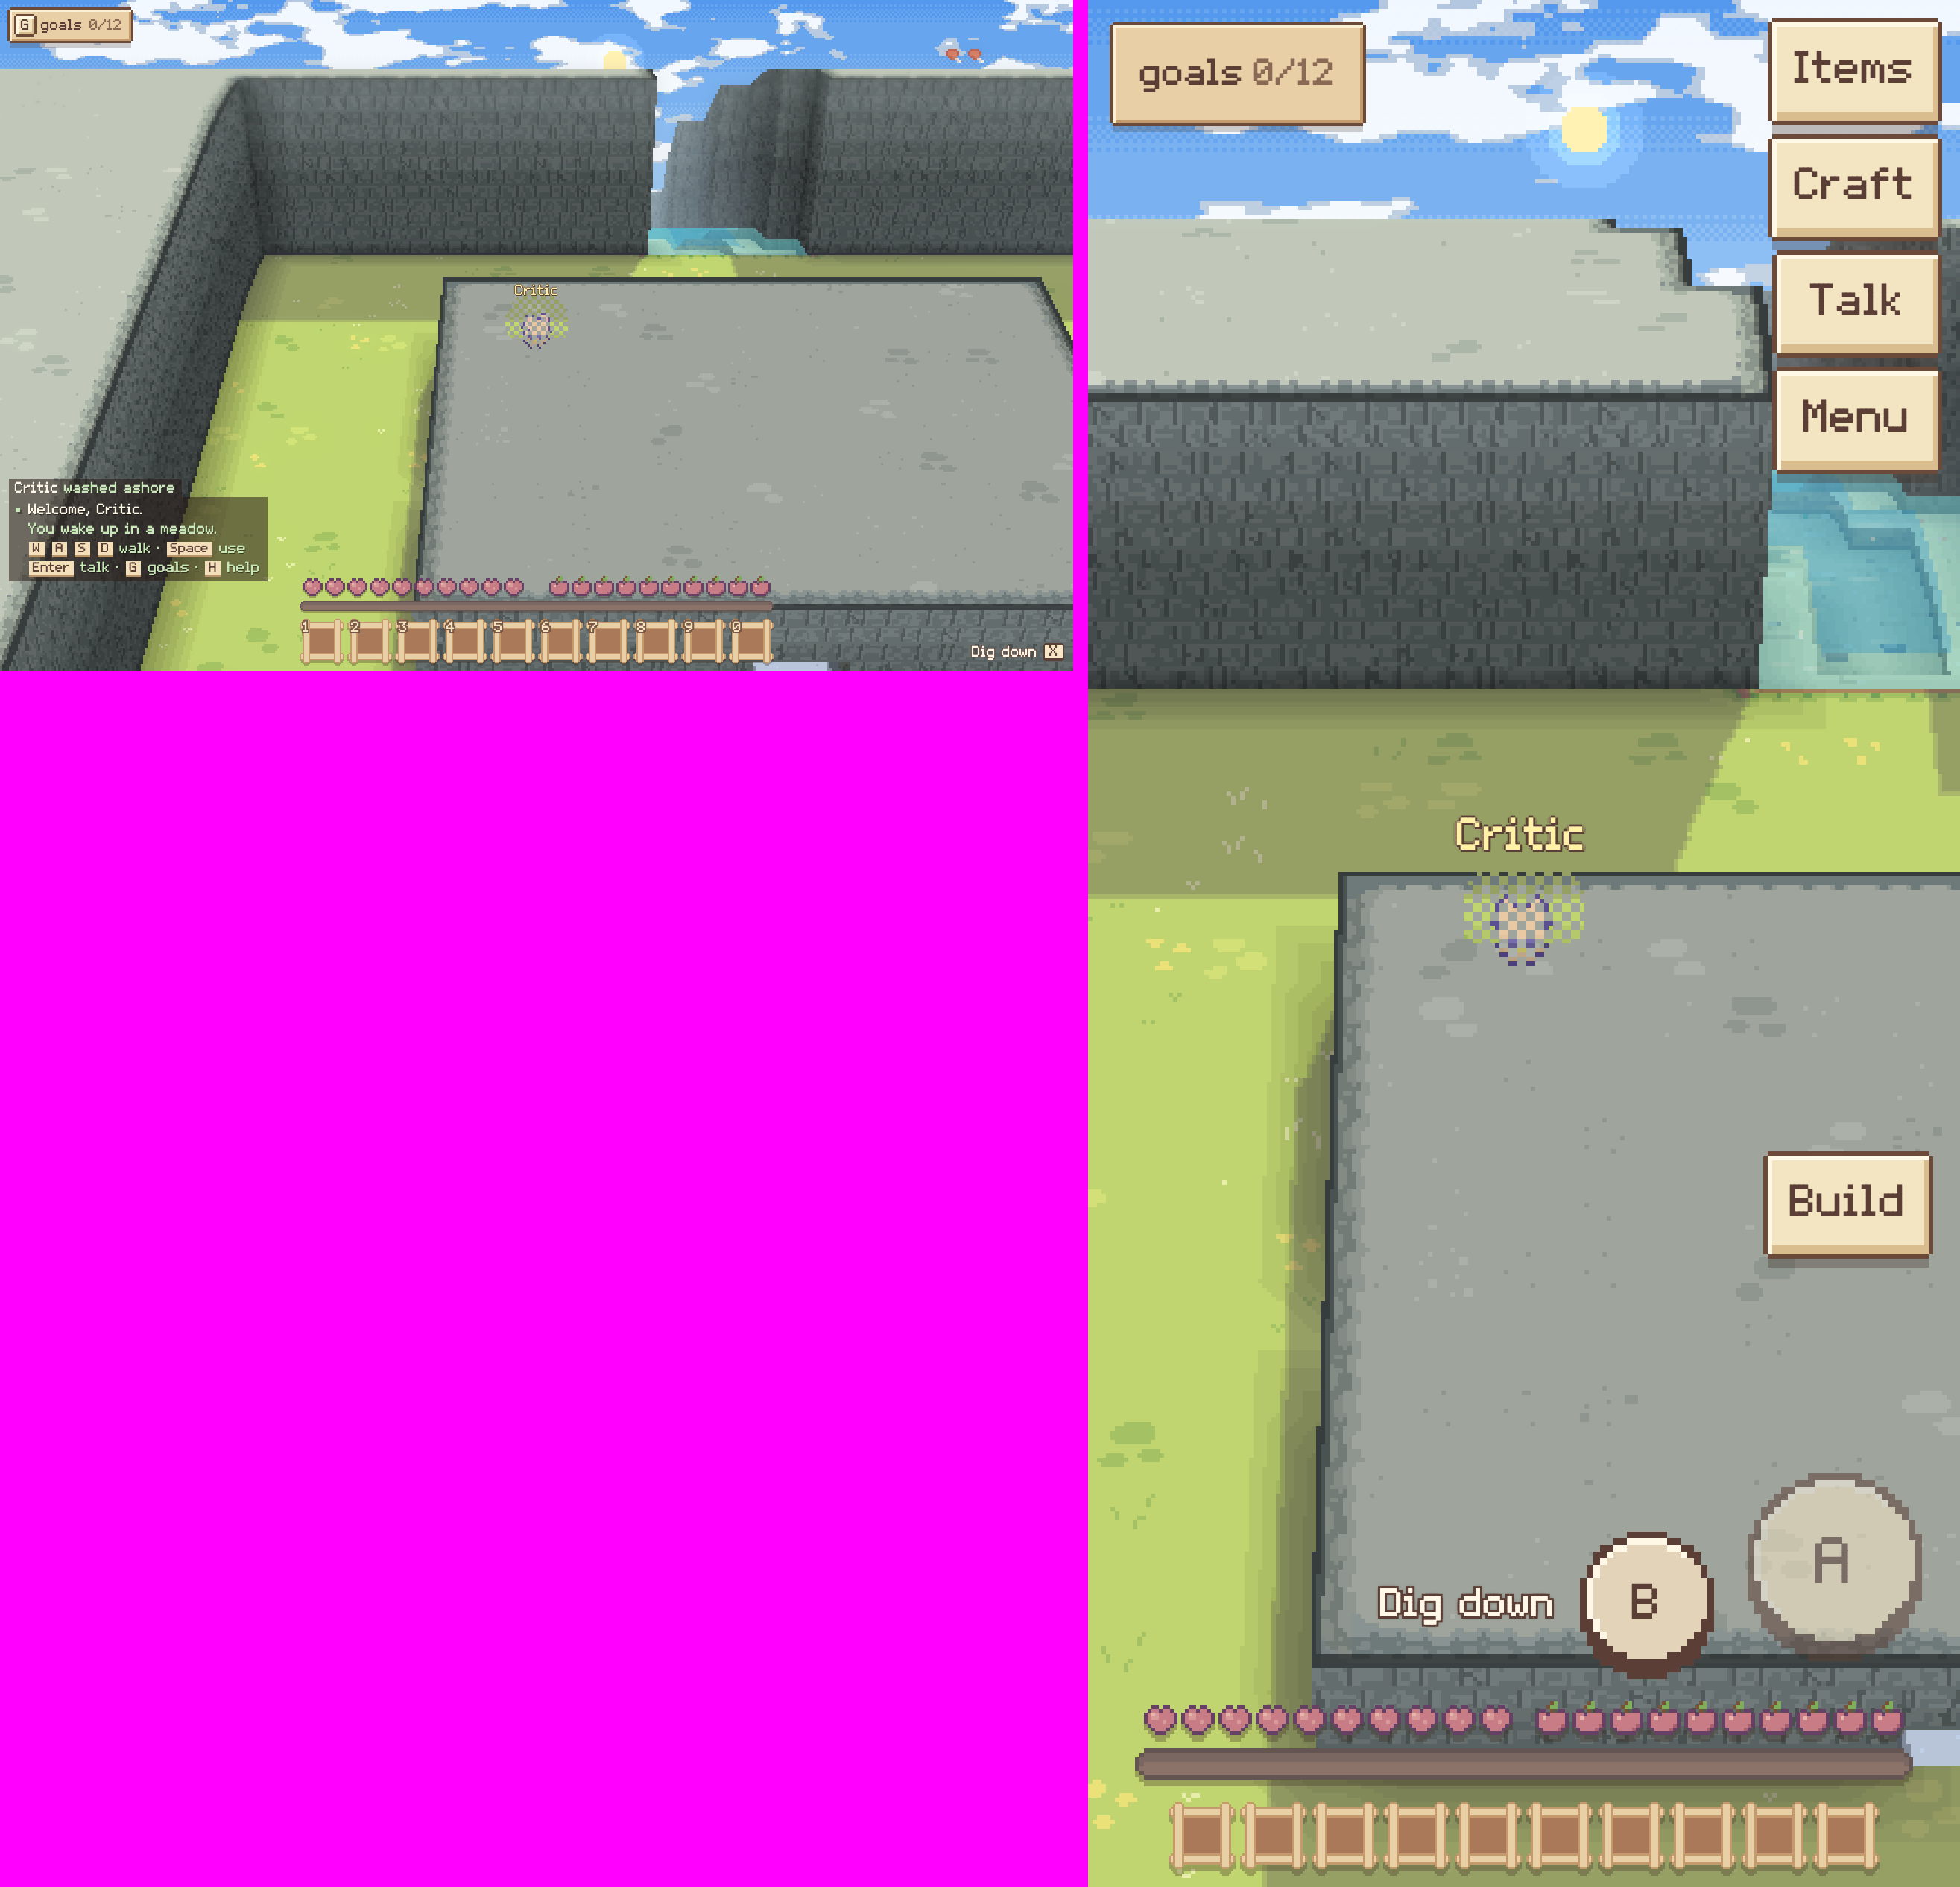 G goals 0/12
Critic
Critic washed ashore
Welcome, Critic.
You wake up in a meadow.
W A S D walk · Space use
Enter talk · G goals · H help
1 2 3 4 5 6 7 8 9 0
Dig down X
goals 0/12
Items
Craft
Talk
Menu
Critic
Build
A
Dig down B